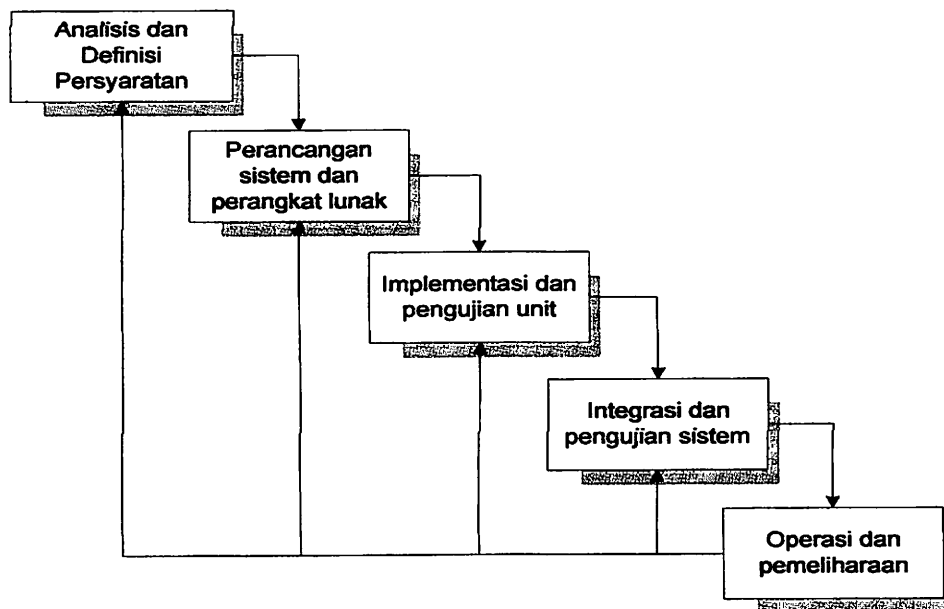 Analisis dan
Definisi
Persyaratan
Perancangan
sistem dan
perangkat lunak
Implementasi dan
pengujian unit
Integrasi dan
pengujian sistem
Operasi dan
pemeliharaan